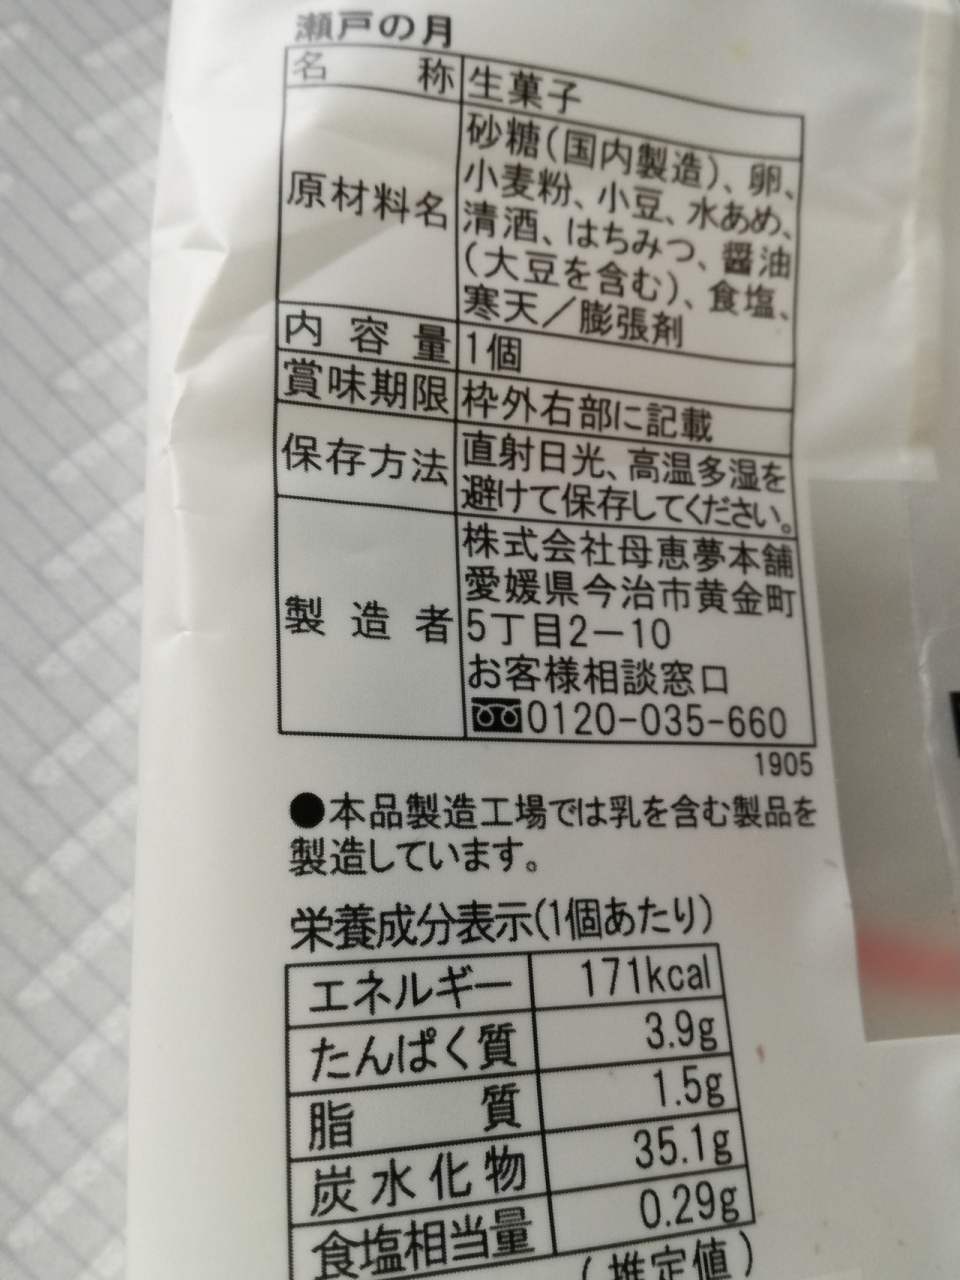 瀬戸の月
名称 生菓子
原材料名 砂糖(国内製造)、卵、
小麦粉、小豆、水あめ、
清酒、はちみつ、醤油
(大豆を含む)、食塩、
寒天／膨張剤
内容量 1個
賞味期限 枠外右部に記載
保存方法 直射日光、高温多湿を
避けて保存してください。
製造者 株式会社母恵夢本舗
愛媛県今治市黄金町
5丁目2－10
お客様相談窓口
0120-035-660
1905
●本品製造工場では乳を含む製品を
製造しています。
栄養成分表示(1個あたり)
エネルギー 171kcal
たんぱく質 3.9g
脂質 1.5g
炭水化物 35.1g
食塩相当量 0.29g
(推定値)